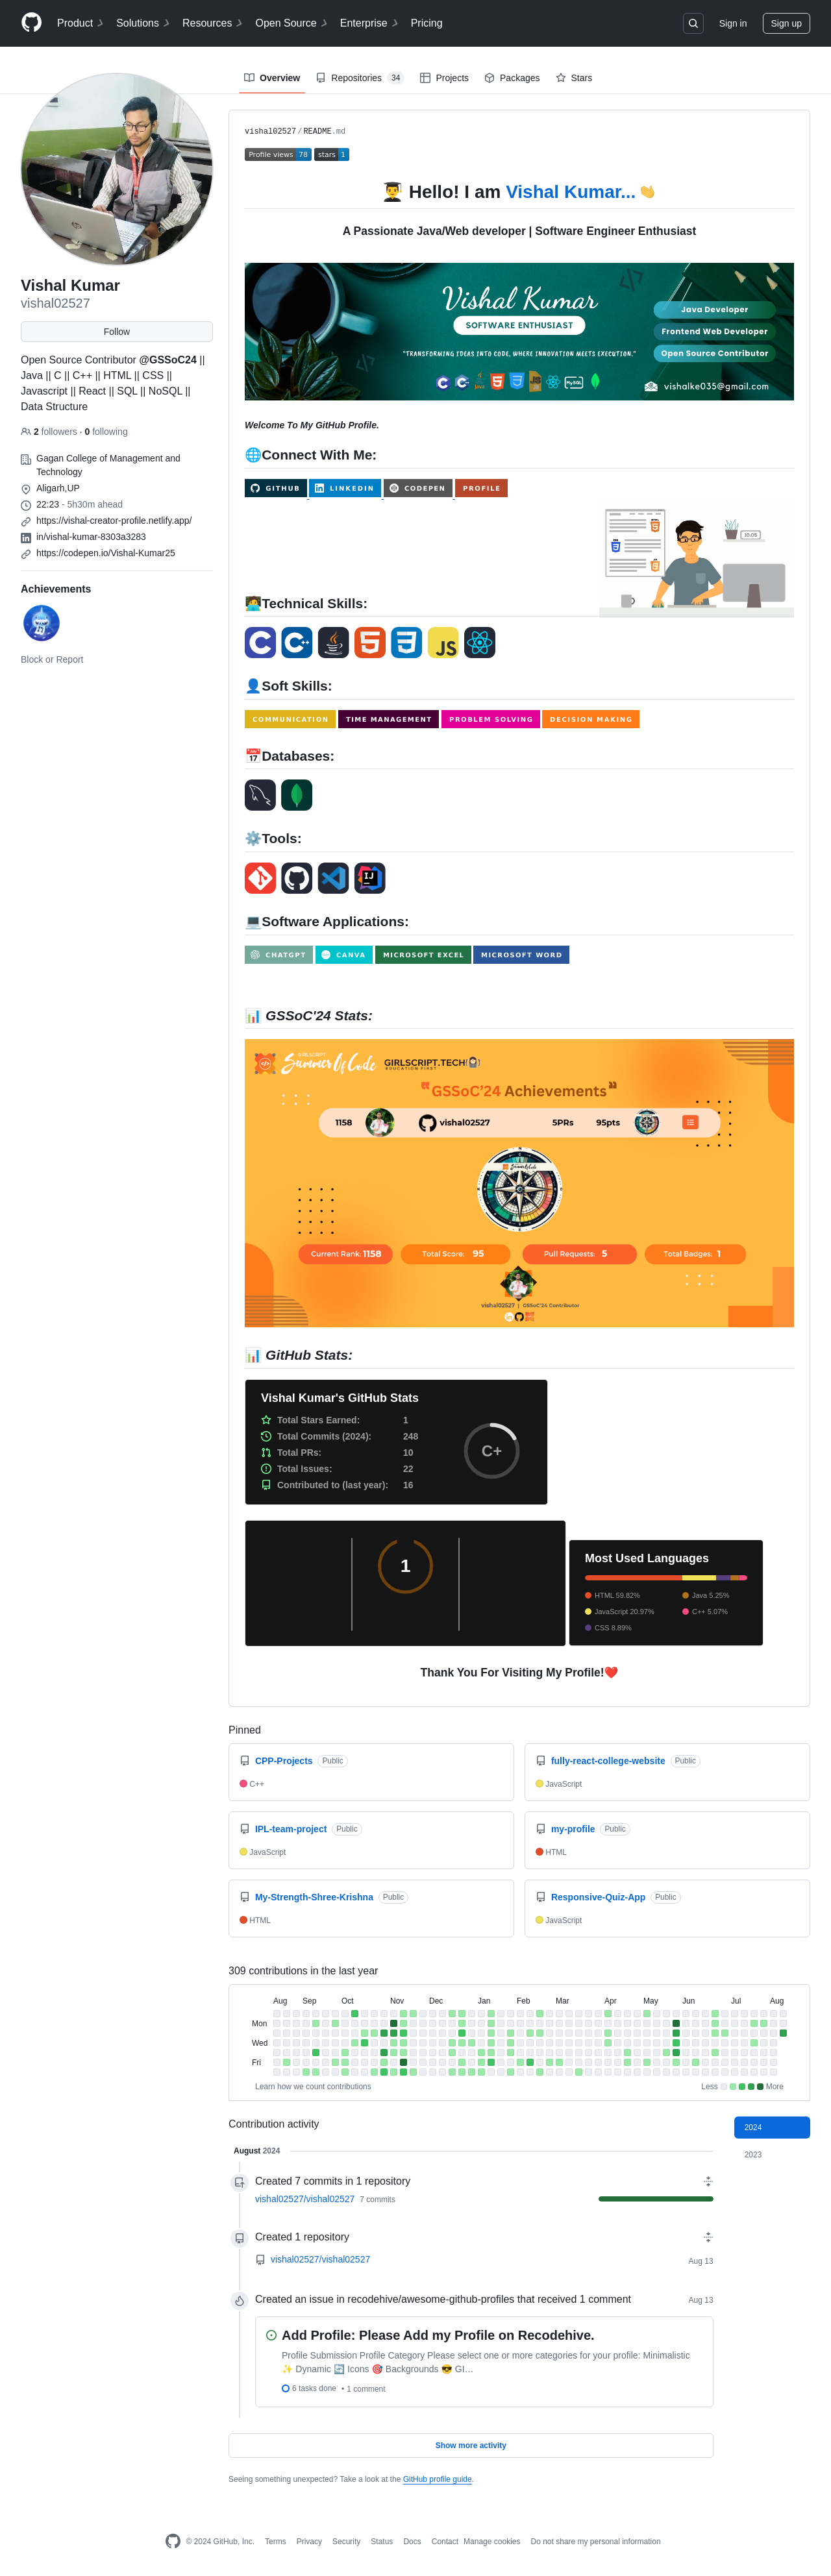 Product
Solutions
Resources
Open Source
Enterprise
Pricing
Sign in
Sign up
Overview
Repositories 34
Projects
Packages
Stars
Vishal Kumar
vishal02527
Follow
Open Source Contributor @GSSoC24 ||
Java || C || C++ || HTML || CSS ||
Javascript || React || SQL || NoSQL ||
Data Structure
2 followers · 0 following
Gagan College of Management and
Technology
Aligarh,UP
22:23 - 5h30m ahead
https://vishal-creator-profile.netlify.app/
in/vishal-kumar-8303a3283
https://codepen.io/Vishal-Kumar25
Achievements
Block or Report
vishal02527/README.md
Profile views 78
stars 1
👨‍🎓 Hello! I am Vishal Kumar... 👋
A Passionate Java/Web developer | Software Engineer Enthusiast
Vishal Kumar
SOFTWARE ENTHUSIAST
"TRANSFORMING IDEAS INTO CODE, WHERE INNOVATION MEETS EXECUTION."
Java Developer
Frontend Web Developer
Open Source Contributor
vishalke035@gmail.com
Welcome To My GitHub Profile.
🌐Connect With Me:
GITHUB LINKEDIN CODEPEN PROFILE
🧑‍💻Technical Skills:
JS
👤Soft Skills:
COMMUNICATION TIME MANAGEMENT PROBLEM SOLVING DECISION MAKING
📅Databases:
⚙️Tools:
IJ
💻Software Applications:
CHATGPT CANVA MICROSOFT EXCEL MICROSOFT WORD
📊 GSSoC'24 Stats:
GIRLSCRIPT
Summer Of Code
GIRLSCRIPT.TECH
EDUCATION FIRST
"GSSoC'24 Achievements"
1158 vishal02527 5PRs 95pts
Current Rank: 1158
Total Score: 95
Pull Requests: 5
Total Badges: 1
vishal02527 | GSSoC'24 Contributor
📊 GitHub Stats:
Vishal Kumar's GitHub Stats
Total Stars Earned: 1
Total Commits (2024): 248
Total PRs: 10
Total Issues: 22
Contributed to (last year): 16
C+
1
Most Used Languages
HTML 59.82%
Java 5.25%
JavaScript 20.97%
C++ 5.07%
CSS 8.89%
Thank You For Visiting My Profile!❤️
Pinned
CPP-Projects Public
C++
fully-react-college-website Public
JavaScript
IPL-team-project Public
JavaScript
my-profile Public
HTML
My-Strength-Shree-Krishna Public
HTML
Responsive-Quiz-App Public
JavaScript
309 contributions in the last year
Aug Sep Oct Nov Dec Jan Feb Mar Apr May Jun Jul Aug
Mon
Wed
Fri
Learn how we count contributions
Less More
Contribution activity
2024
2023
August 2024
Created 7 commits in 1 repository
vishal02527/vishal02527 7 commits
Created 1 repository
vishal02527/vishal02527 Aug 13
Created an issue in recodehive/awesome-github-profiles that received 1 comment Aug 13
Add Profile: Please Add my Profile on Recodehive.
Profile Submission Profile Category Please select one or more categories for your profile: Minimalistic
✨ Dynamic 🔄 Icons 🎯 Backgrounds 😎 GI…
6 tasks done • 1 comment
Show more activity
Seeing something unexpected? Take a look at the GitHub profile guide.
© 2024 GitHub, Inc.
Terms
Privacy
Security
Status
Docs
Contact
Manage cookies
Do not share my personal information